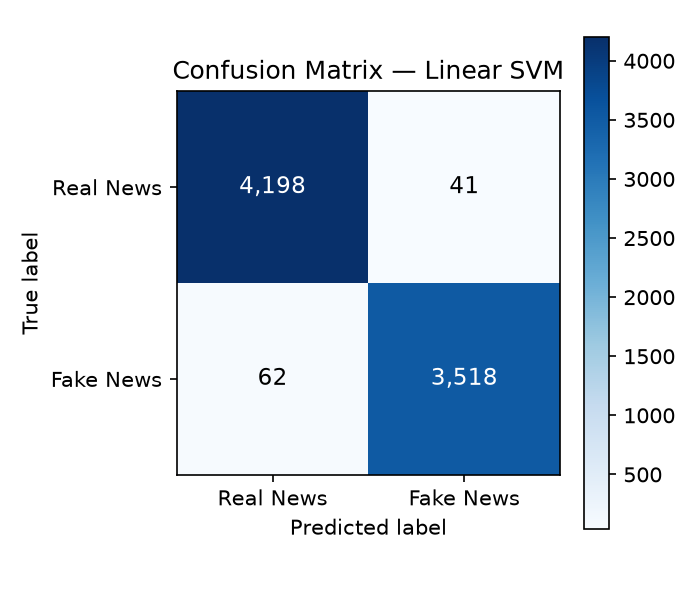 Confusion Matrix — Linear SVM
True label
Real News
4,198
41
Fake News
62
3,518
Real News
Fake News
Predicted label
4000
3500
3000
2500
2000
1500
1000
500